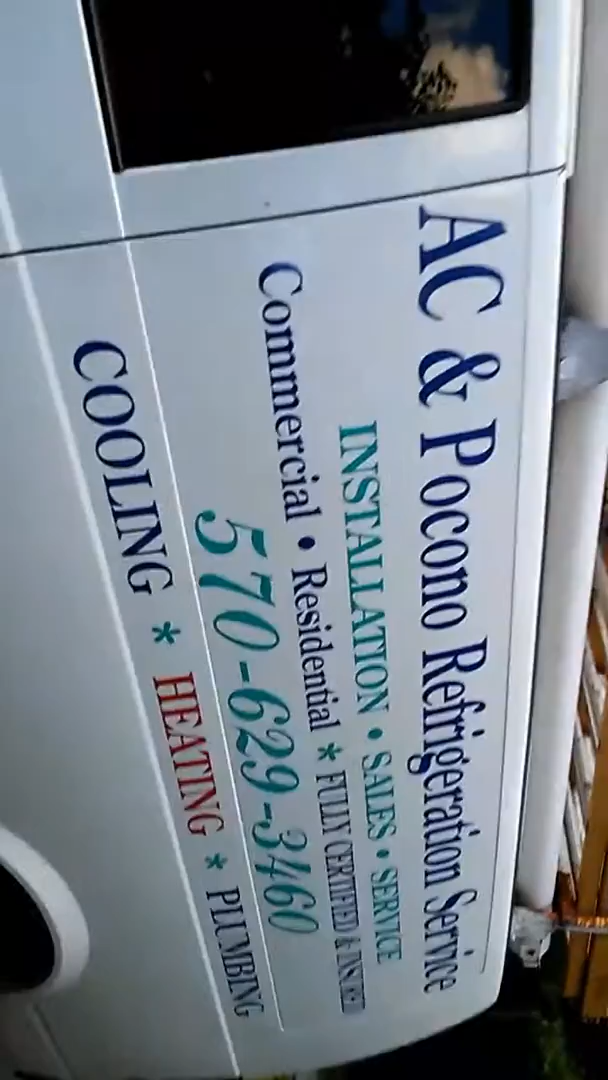 AC & Pocono Refrigeration Service
INSTALLATION • SALES • SERVICE
Commercial • Residential * FULLY CERTIFIED & INSURED
570-629-3460
COOLING * HEATING * PLUMBING